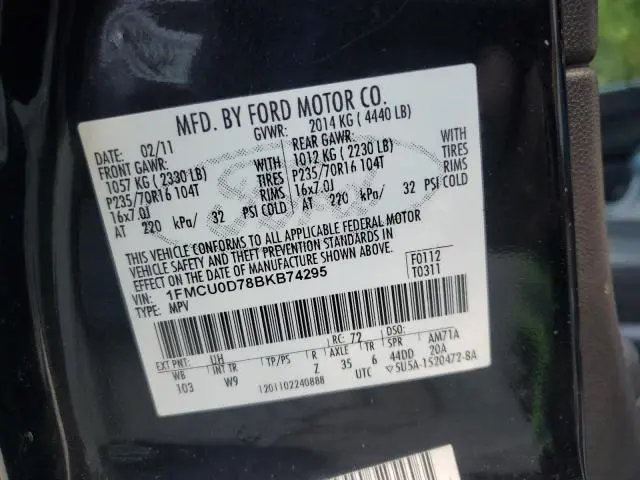 MFD. BY FORD MOTOR CO.
DATE: 02/11 GVWR: 2014 KG ( 4440 LB)
FRONT GAWR: REAR GAWR:
1057 KG ( 2330 LB) WITH 1012 KG ( 2230 LB) WITH
P235/70R16 104T TIRES P235/70R16 104T TIRES
16x7.0J RIMS 16x7.0J RIMS
AT 220 kPa/ 32 PSI COLD AT 220 kPa/ 32 PSI COLD
THIS VEHICLE CONFORMS TO ALL APPLICABLE FEDERAL MOTOR
VEHICLE SAFETY AND THEFT PREVENTION STANDARDS IN
EFFECT ON THE DATE OF MANUFACTURE SHOWN ABOVE.
VIN: 1FMCU0D78BKB74295 F0112
TYPE: MPV T0311
RC: 72 DSO:
EXT PNT: UH
WB INT TR TP/PS R AXLE TR SPR AM71A
103 W9 Z 35 6 44DD 20A
1201102240888 UTC ▽5U5A-1520472-BA